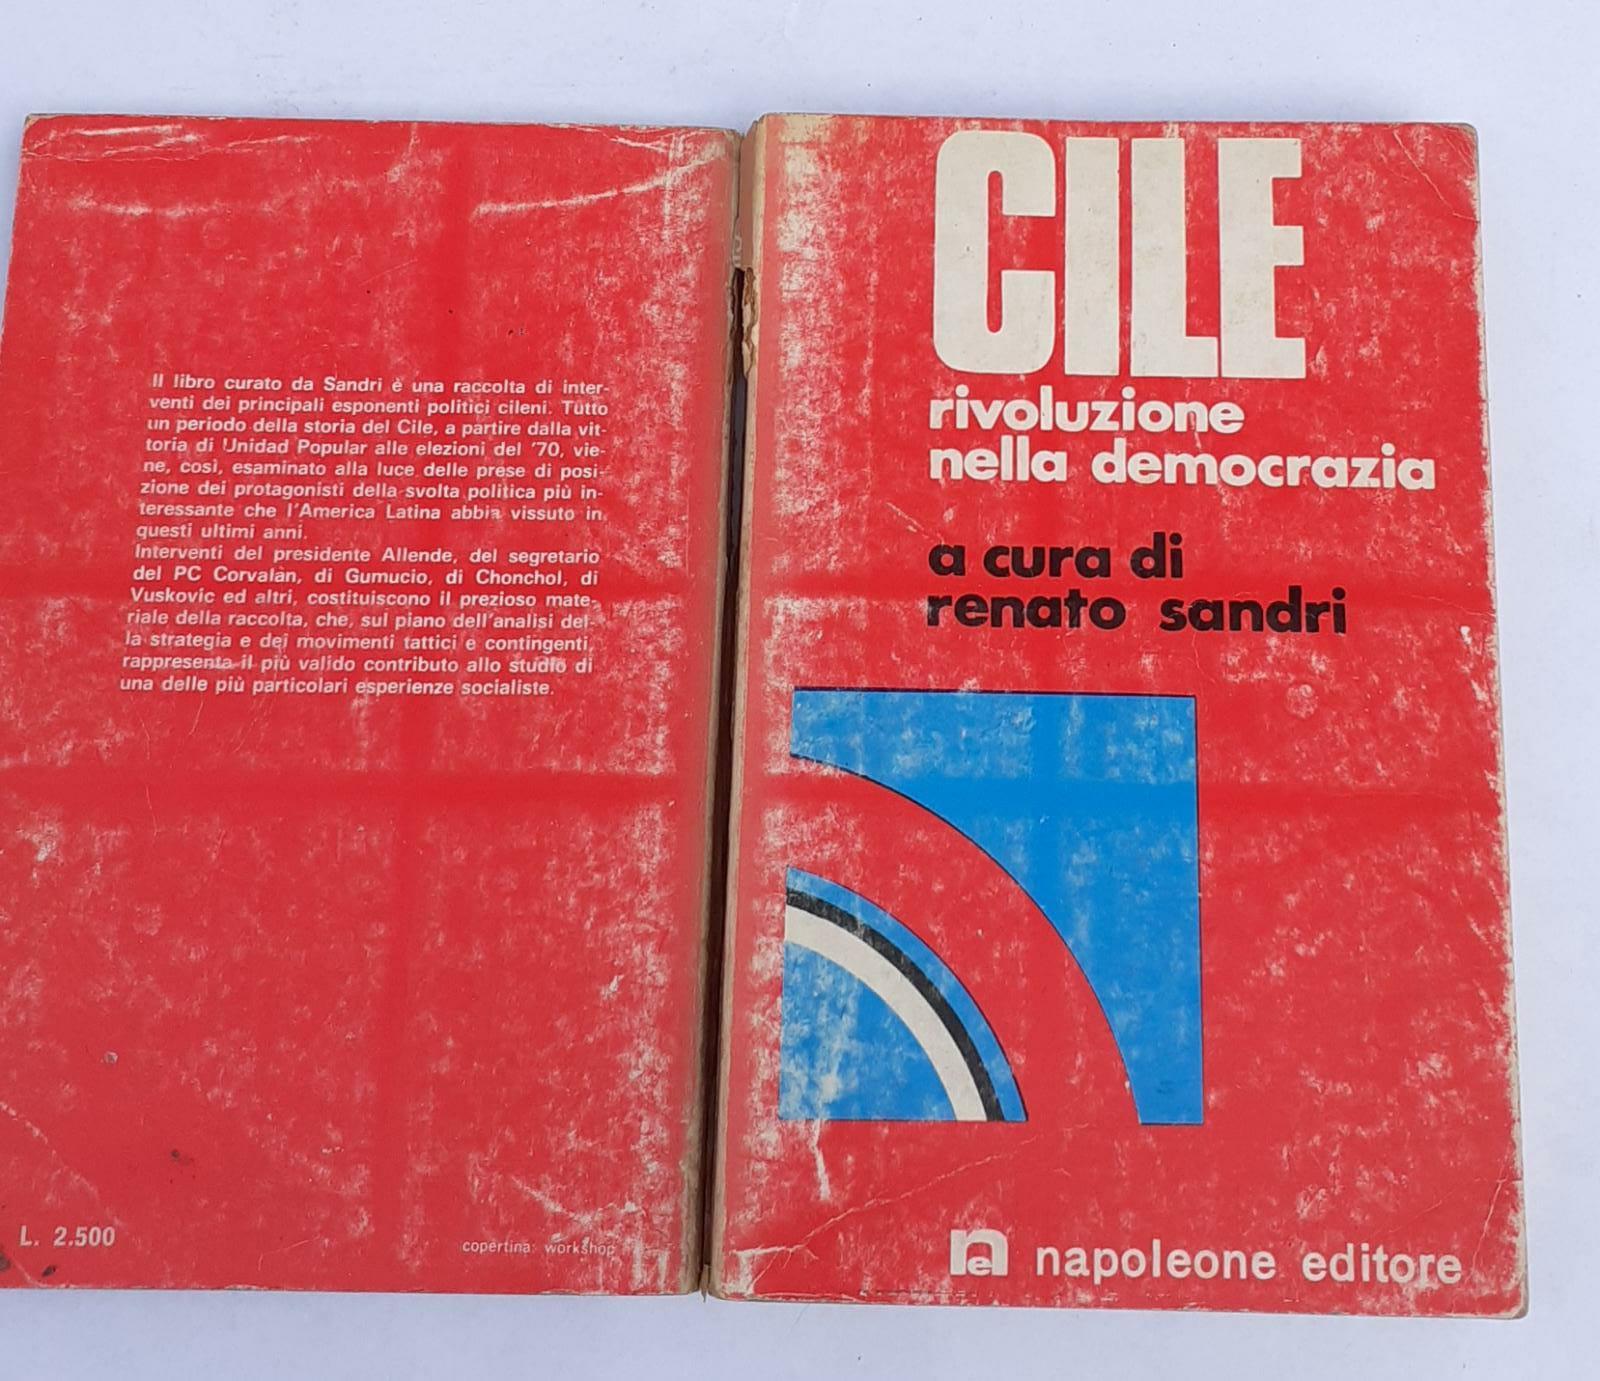 Il libro curato da Sandri è una raccolta di inter-
venti dei principali esponenti politici cileni. Tutto
un periodo della storia del Cile, a partire dalla vit-
toria di Unidad Popular alle elezioni del '70, vie-
ne, così, esaminato alla luce delle prese di posi-
zione dei protagonisti della svolta politica più in-
teressante che l'America Latina abbia vissuto in
questi ultimi anni.
Interventi del presidente Allende, del segretario
del PC Corvalàn, di Gumucio, di Chonchol, di
Vuskovic ed altri, costituiscono il prezioso mate-
riale della raccolta, che, sul piano dell'analisi del-
la strategia e dei movimenti tattici e contingenti,
rappresenta il più valido contributo allo studio di
una delle più particolari esperienze socialiste.
L. 2.500
copertina: workshop
CILE
rivoluzione
nella democrazia
a cura di
renato sandri
ne
napoleone editore